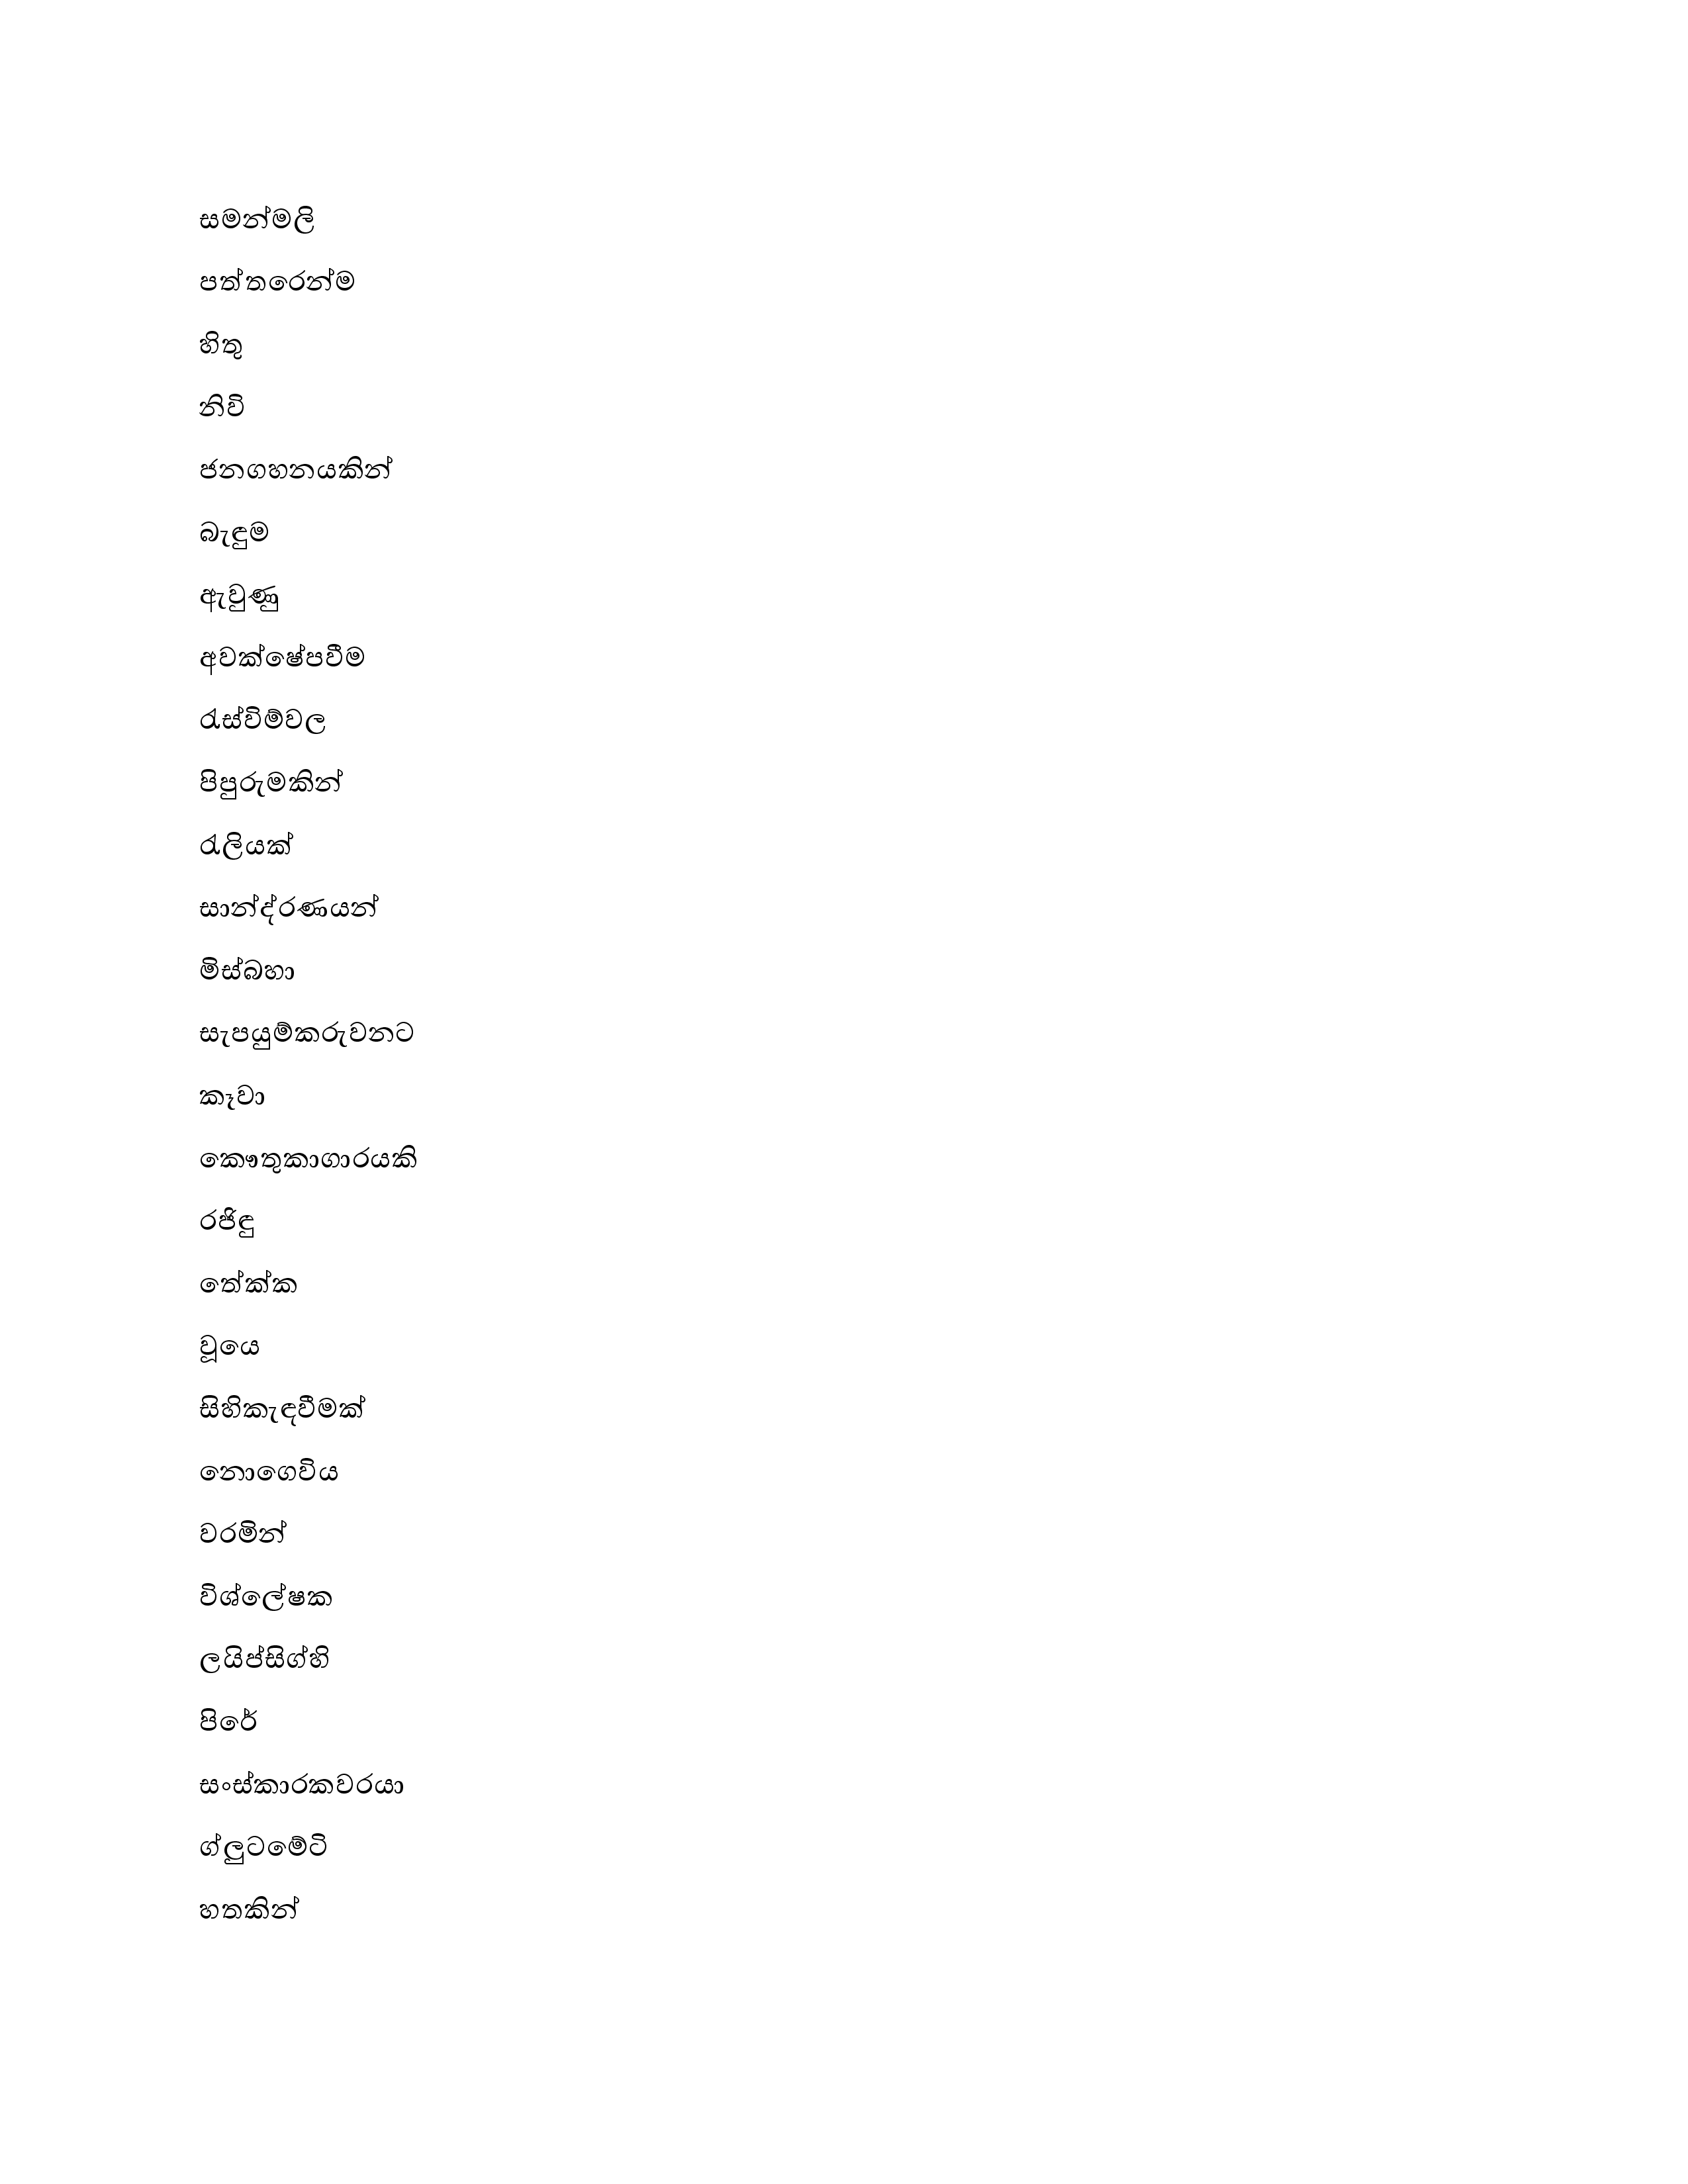 සමන්මලි
පත්තරෙන්ම
හිතු
නිවි
ජනගහනයකින්
බැඳුම
ඇවුණු
අවක්ෂේපවීම
රැස්විම්වල
පිපුරුමකින්
රැලියක්
සාන්ද්රණයන්
මිස්බහා
සැපයුම්කරුවනට
කෑවා
කෞතුකාගාරයකි
රජිඳු
තේක්ක
වූයෙ
සිහිකැඳවීමක්
නොගෙවිය
වරමින්
විශ්ලේෂක
ලයිප්සිග්හි
පිරේ
සංස්කාරකවරයා
ග්ලුටමේටි
හතකින්